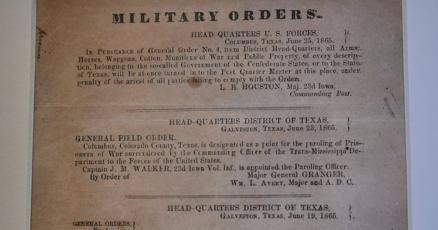 MILITARY ORDERS.
HEAD-QUARTERS U. S. FORCES,
COLUMBUS, TEXAS, June 25, 1865.
In PURSUANCE of General Order No. 4, from District Head-Quarters, all Arms,
Horses, Waggons, Cotton, Munitions of War and Public Property, of every descrip-
tion, belonging to the so-called Government of the Confederate States, or to the State
of Texas, will be at once turned in to the Post Quarter Master at this place, under
penalty of the arrest of all parties failing to comply with the Order.
L. B. HOUSTON, Maj. 23d Iowa.
Commanding Post.
HEAD-QUARTERS DISTRICT OF TEXAS,
GALVESTON, TEXAS, June 23, 1865.
GENERAL FIELD ORDER.
Columbus, Colorado County, Texas, is designated as a point for the paroling of Pris-
oners of War surrendered by the Commanding Officer of the Trans-Mississippi De-
partment to the Forces of the United States.
Captain J. M. WALKER, 23d Iowa Vol. Inf., is appointed the Paroling Officer.
By Order of Major General GRANGER,
WM. L. AVERY, Major and A. D. C.
HEAD-QUARTERS DISTRICT OF TEXAS,
GALVESTON, TEXAS, June 19, 1865.
GENERAL ORDERS,